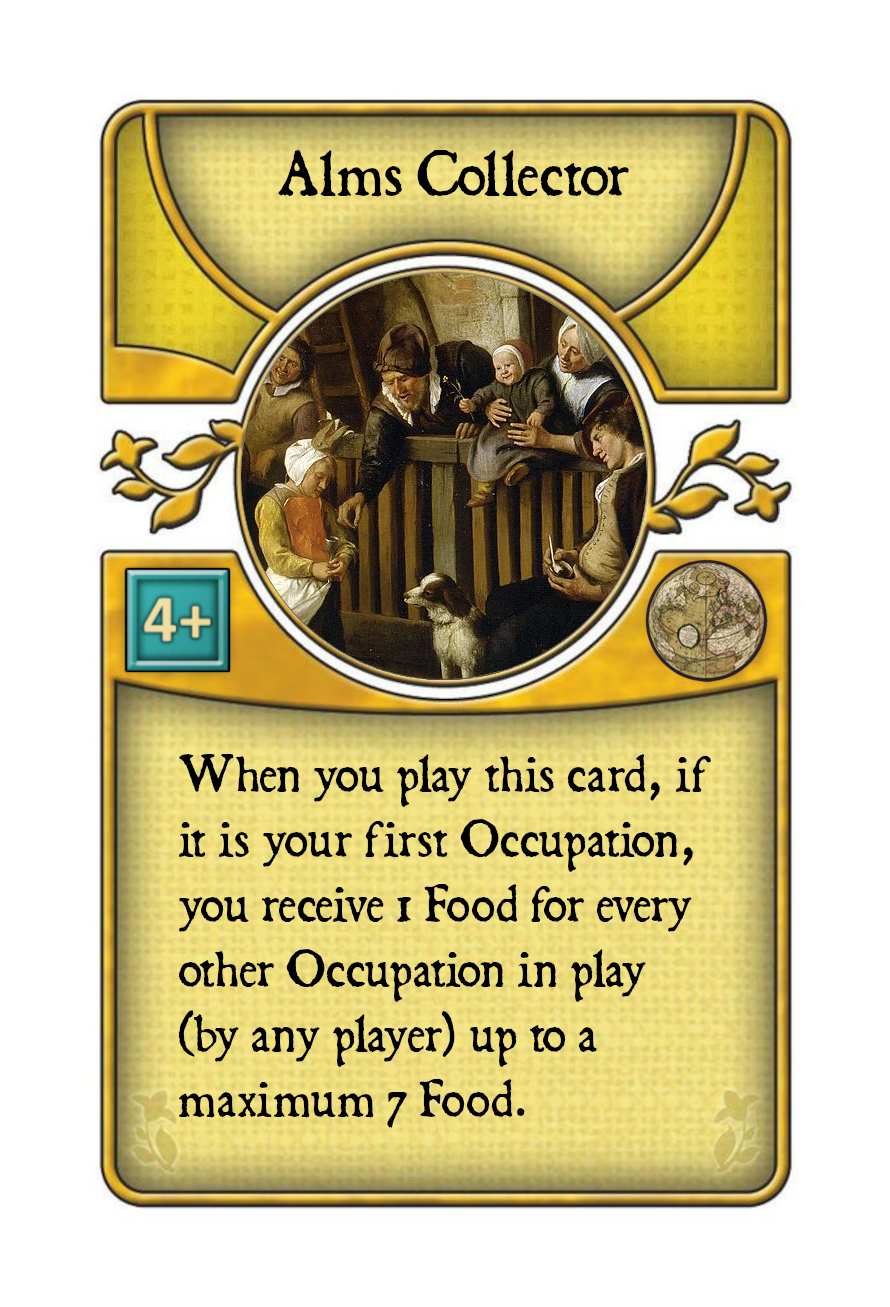 Alms Collector
4+
When you play this card, if
it is your first Occupation,
you receive 1 Food for every
other Occupation in play
(by any player) up to a
maximum 7 Food.